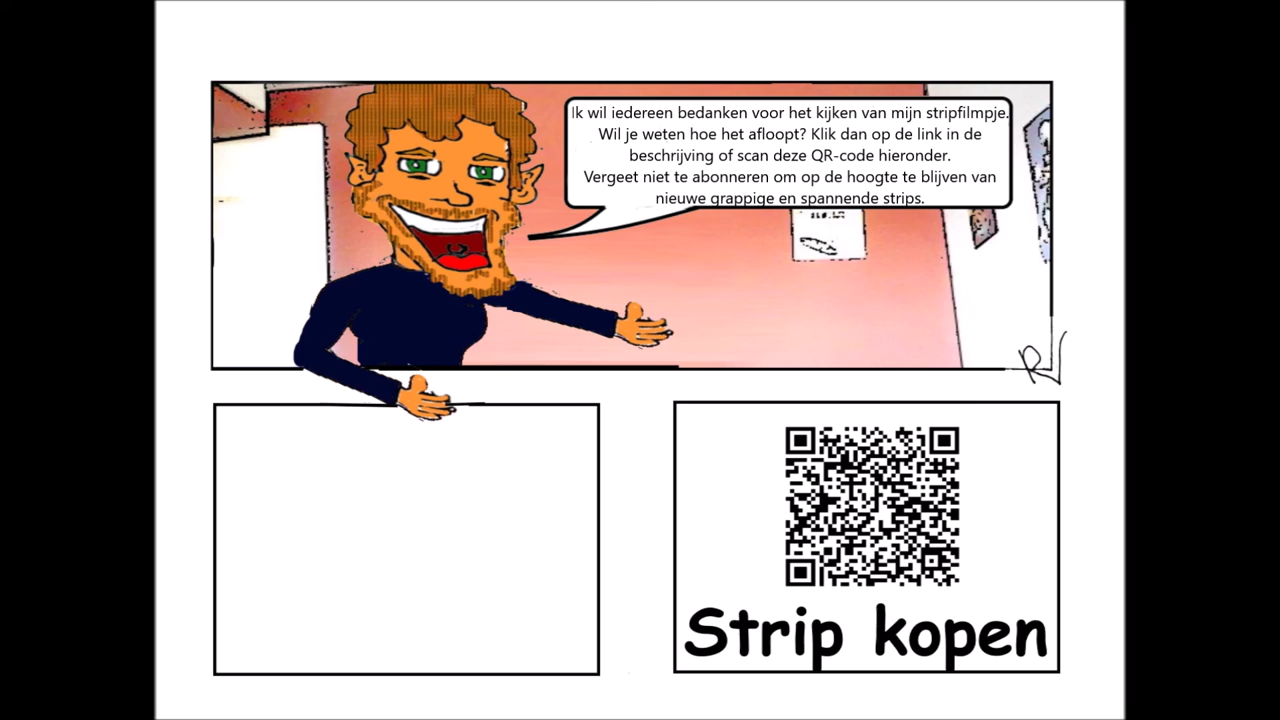 Ik wil iedereen bedanken voor het kijken van mijn stripfilmpje.
Wil je weten hoe het afloopt? Klik dan op de link in de
beschrijving of scan deze QR-code hieronder.
Vergeet niet te abonneren om op de hoogte te blijven van
nieuwe grappige en spannende strips.
Strip kopen